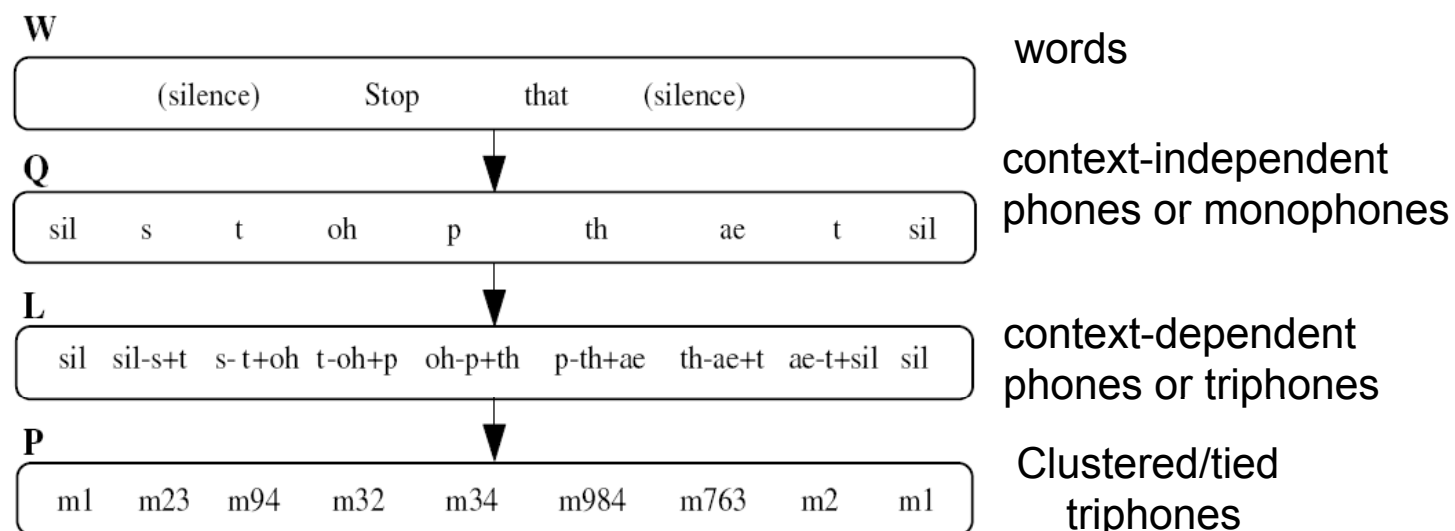 W
words
(silence) Stop that (silence)
Q
context-independent
phones or monophones
sil s t oh p th ae t sil
L
context-dependent
phones or triphones
sil sil-s+t s- t+oh t-oh+p oh-p+th p-th+ae th-ae+t ae-t+sil sil
P
Clustered/tied
triphones
m1 m23 m94 m32 m34 m984 m763 m2 m1